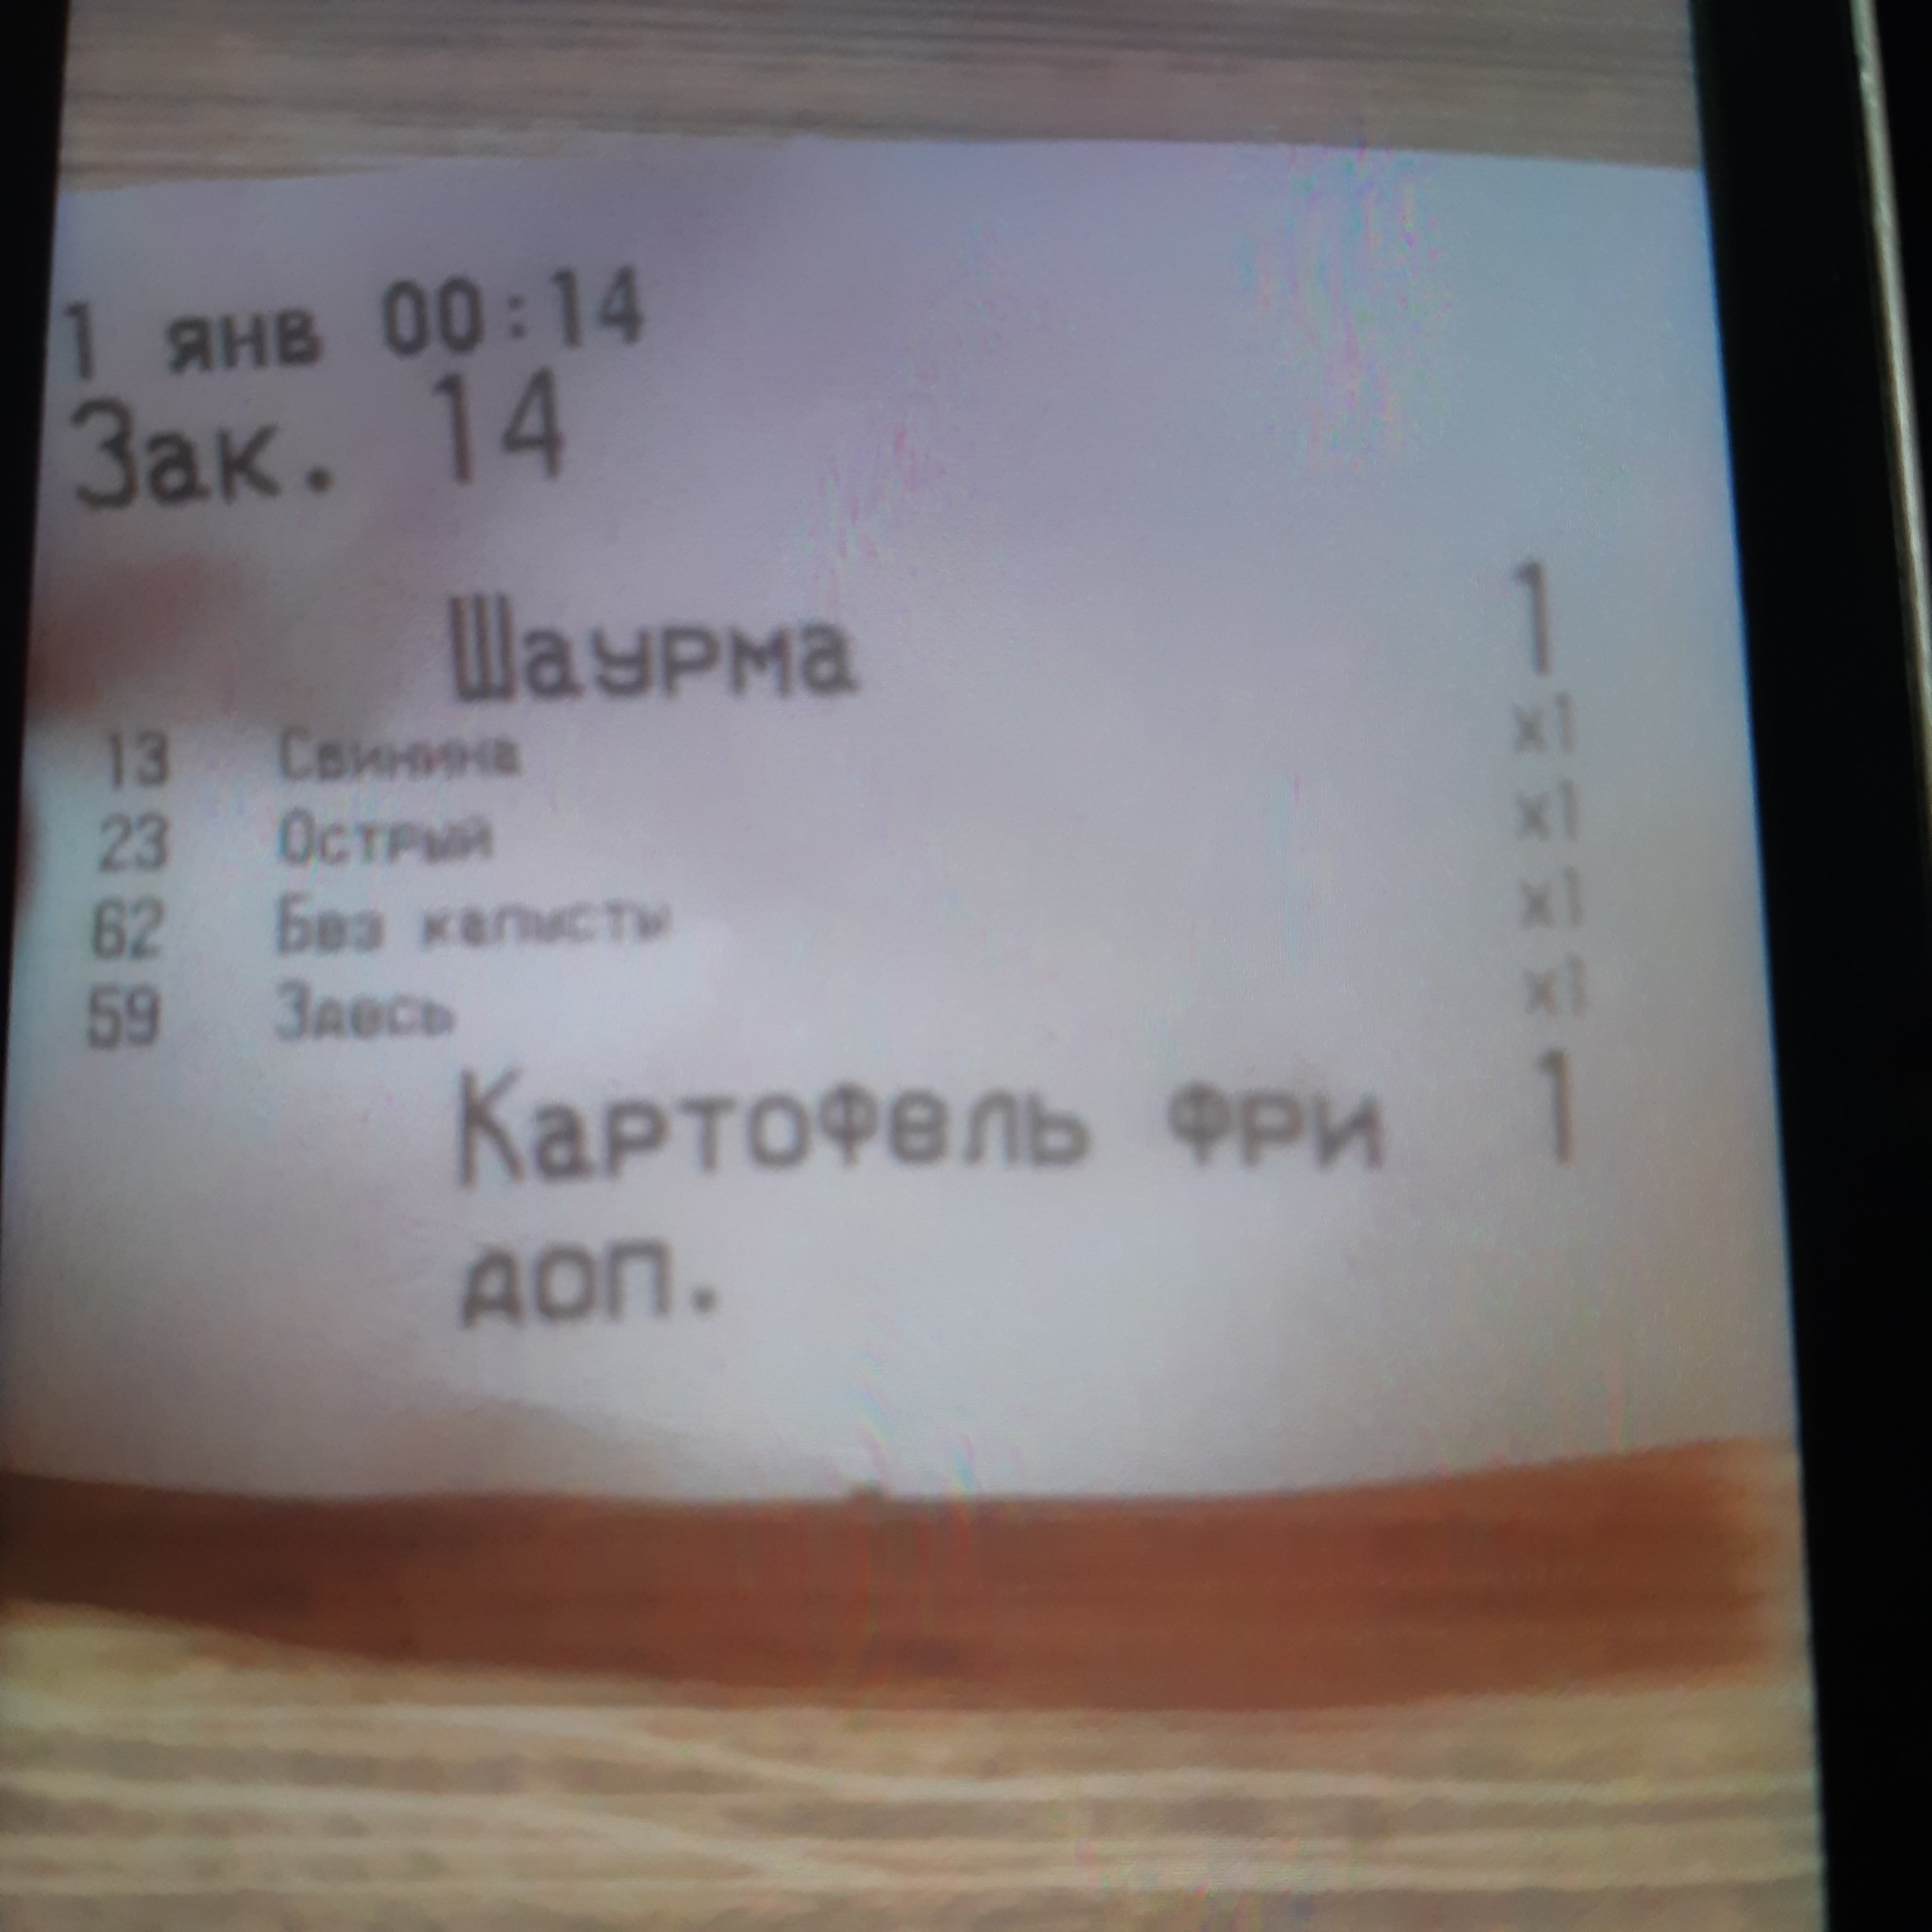 1 янв 00:14
Зак. 14
Шаурма 1
13 Свинина x1
23 Острый x1
62 Без капусты x1
59 Здесь x1
Картофель фри 1
доп.